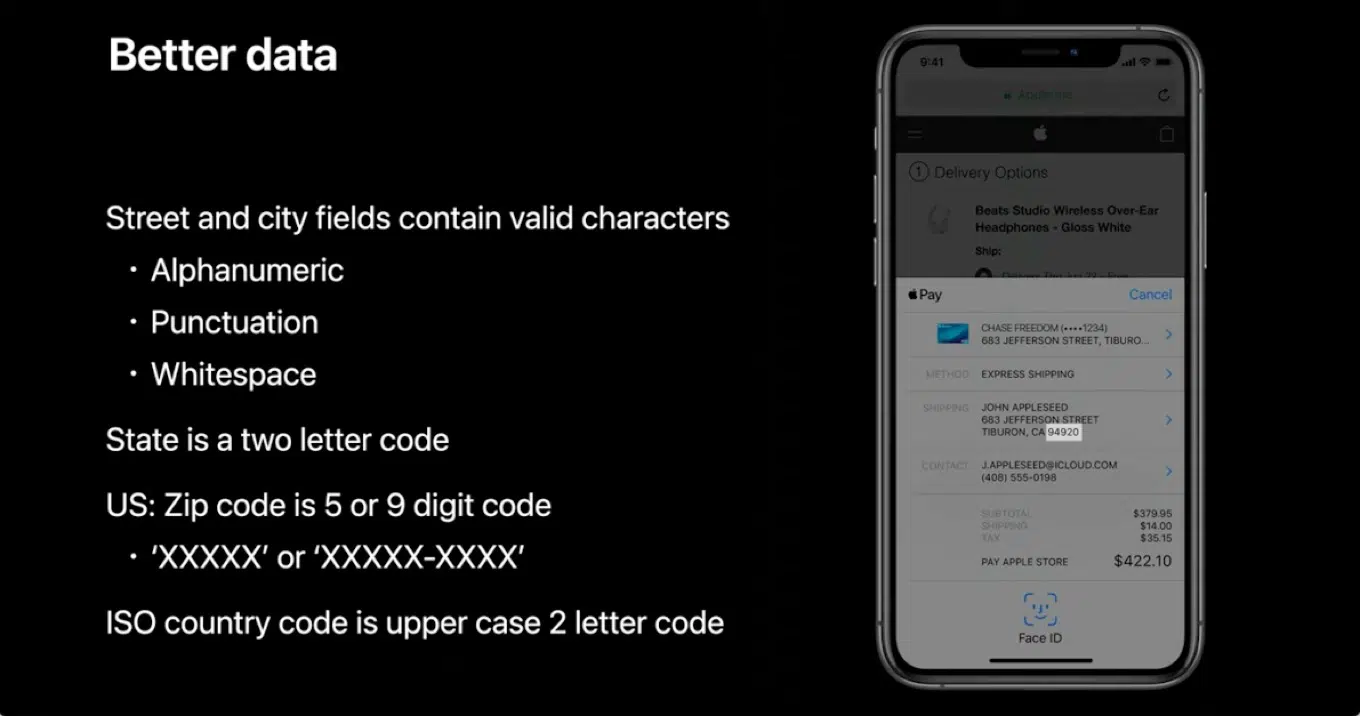 Better data
Street and city fields contain valid characters
• Alphanumeric
• Punctuation
• Whitespace
State is a two letter code
US: Zip code is 5 or 9 digit code
• ‘XXXXX’ or ‘XXXXX-XXXX’
ISO country code is upper case 2 letter code
9:41
1 Delivery Options
Beats Studio Wireless Over-Ear
Headphones - Gloss White
Ship:
Pay
Cancel
CHASE FREEDOM (••••1234)
683 JEFFERSON STREET, TIBURO...
METHOD EXPRESS SHIPPING
SHIPPING JOHN APPLESEED
683 JEFFERSON STREET
TIBURON, CA 94920
CONTACT J.APPLESEED@ICLOUD.COM
(408) 555-0198
SUBTOTAL $379.95
SHIPPING $14.00
TAX $35.15
PAY APPLE STORE $422.10
Face ID